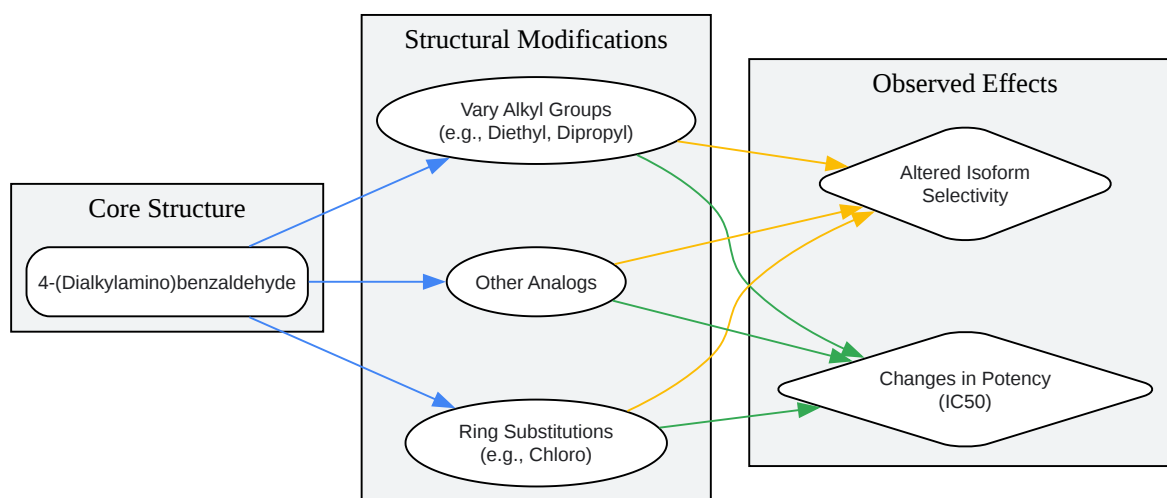 Core Structure
4-(Dialkylamino)benzaldehyde
Structural Modifications
Vary Alkyl Groups
(e.g., Diethyl, Dipropyl)
Other Analogs
Ring Substitutions
(e.g., Chloro)
Observed Effects
Altered Isoform
Selectivity
Changes in Potency
(IC50)